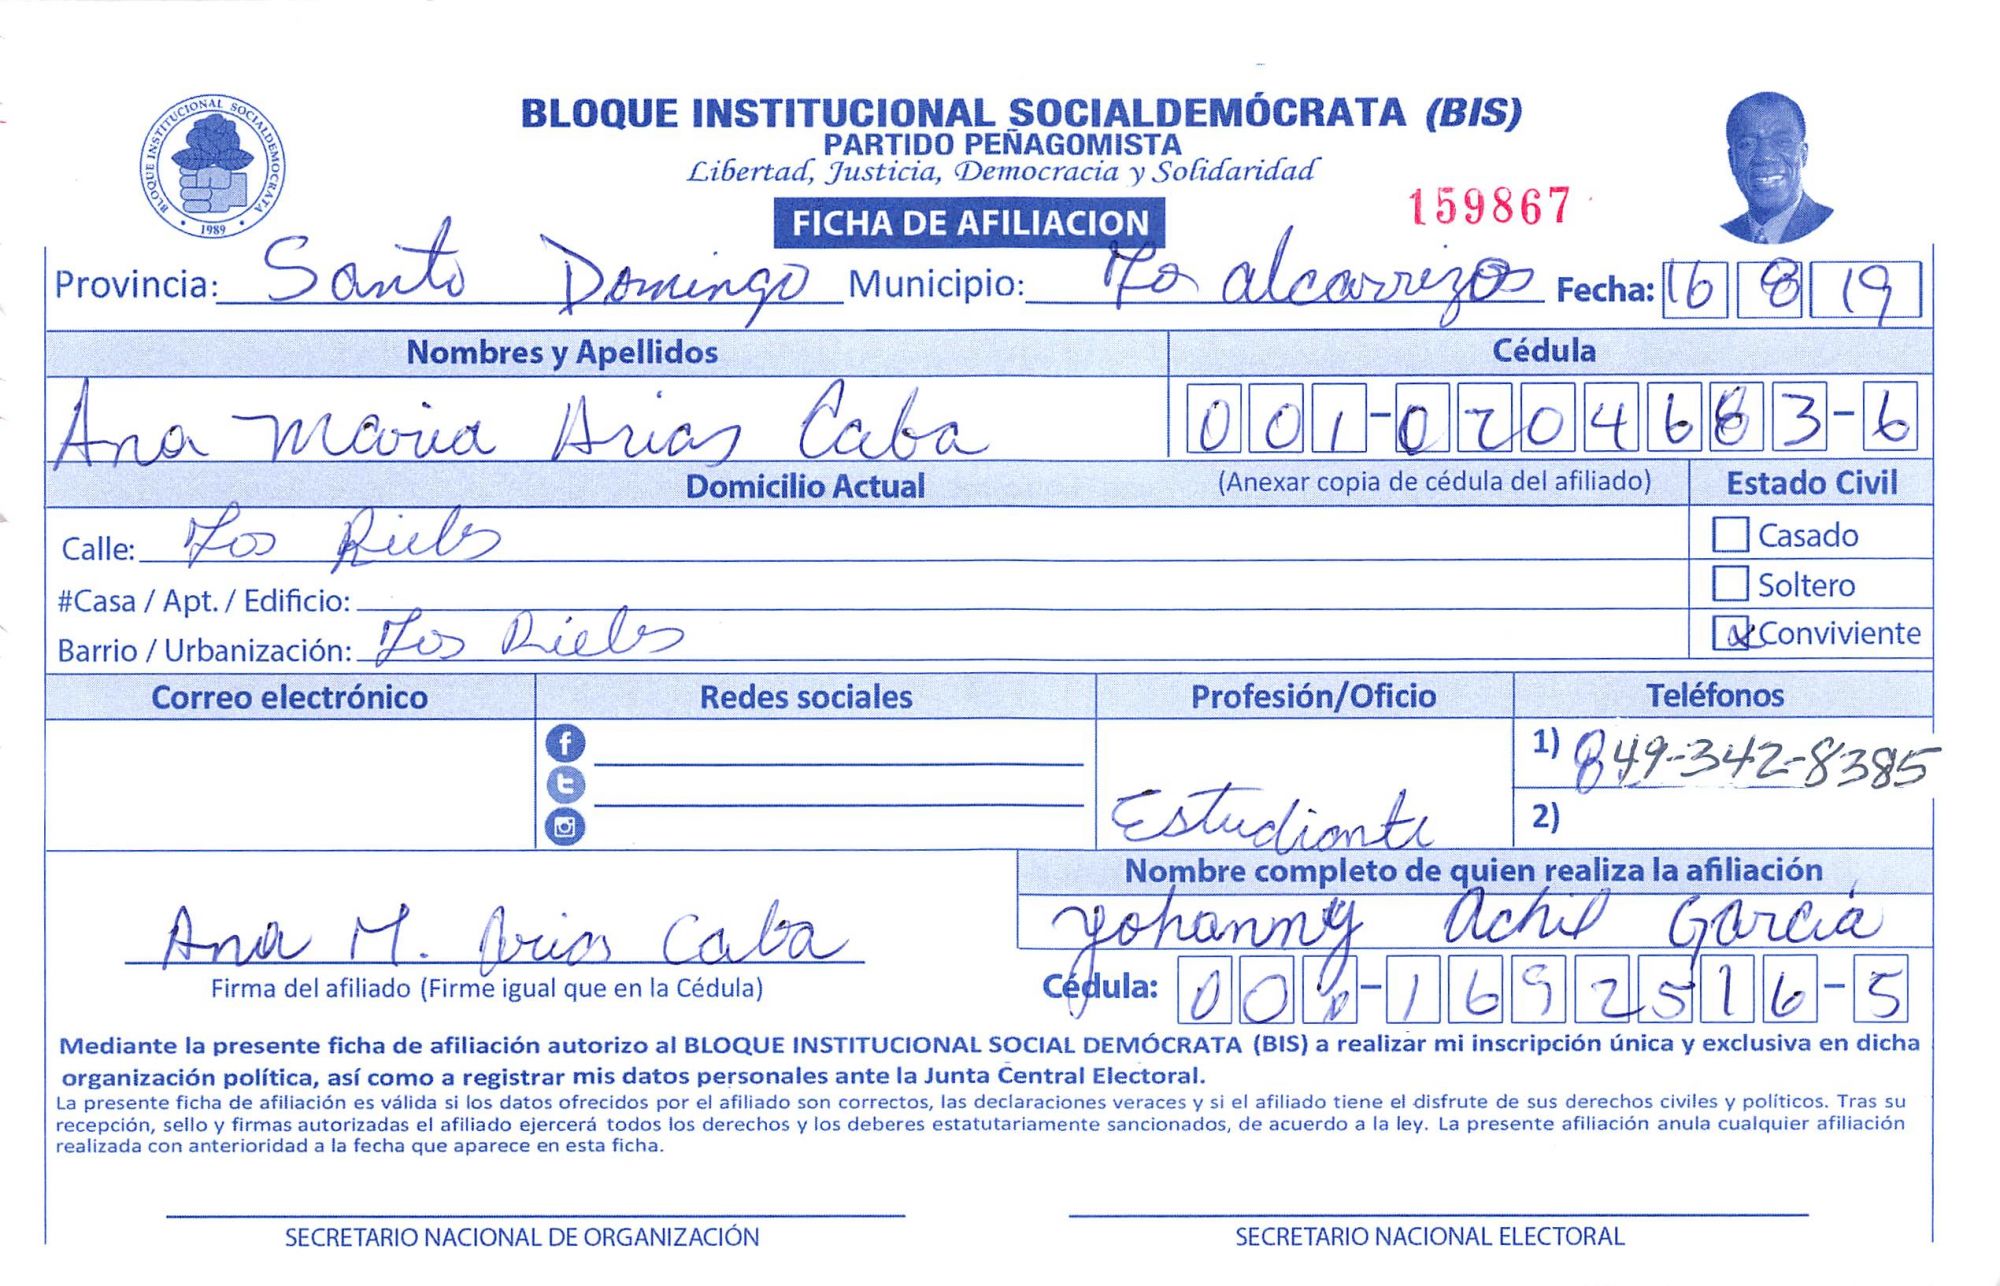 BLOQUE INSTITUCIONAL SOCIALDEMÓCRATA
1989
BLOQUE INSTITUCIONAL SOCIALDEMÓCRATA (BIS)
PARTIDO PEÑAGOMISTA
Libertad, Justicia, Democracia y Solidaridad
159867
FICHA DE AFILIACION
Provincia: Santo Domingo Municipio: Los alcarrizos Fecha: 16 8 19
Nombres y Apellidos Cédula
Ana Maria Arias Caba 001-0204683-6
Domicilio Actual (Anexar copia de cédula del afiliado) Estado Civil
Calle: Los Rieles Casado
#Casa / Apt. / Edificio: Soltero
Barrio / Urbanización: Los Rieles Conviviente
Correo electrónico Redes sociales Profesión/Oficio Teléfonos
1) 849-342-8385
Estudiante 2)
Nombre completo de quien realiza la afiliación
Ana M. Arias Caba Yohanny Achil García
Firma del afiliado (Firme igual que en la Cédula) Cédula: 00 -1692516-5
Mediante la presente ficha de afiliación autorizo al BLOQUE INSTITUCIONAL SOCIAL DEMÓCRATA (BIS) a realizar mi inscripción única y exclusiva en dicha
organización política, así como a registrar mis datos personales ante la Junta Central Electoral.
La presente ficha de afiliación es válida si los datos ofrecidos por el afiliado son correctos, las declaraciones veraces y si el afiliado tiene el disfrute de sus derechos civiles y políticos. Tras su
recepción, sello y firmas autorizadas el afiliado ejercerá todos los derechos y los deberes estatutariamente sancionados, de acuerdo a la ley. La presente afiliación anula cualquier afiliación
realizada con anterioridad a la fecha que aparece en esta ficha.
SECRETARIO NACIONAL DE ORGANIZACIÓN SECRETARIO NACIONAL ELECTORAL